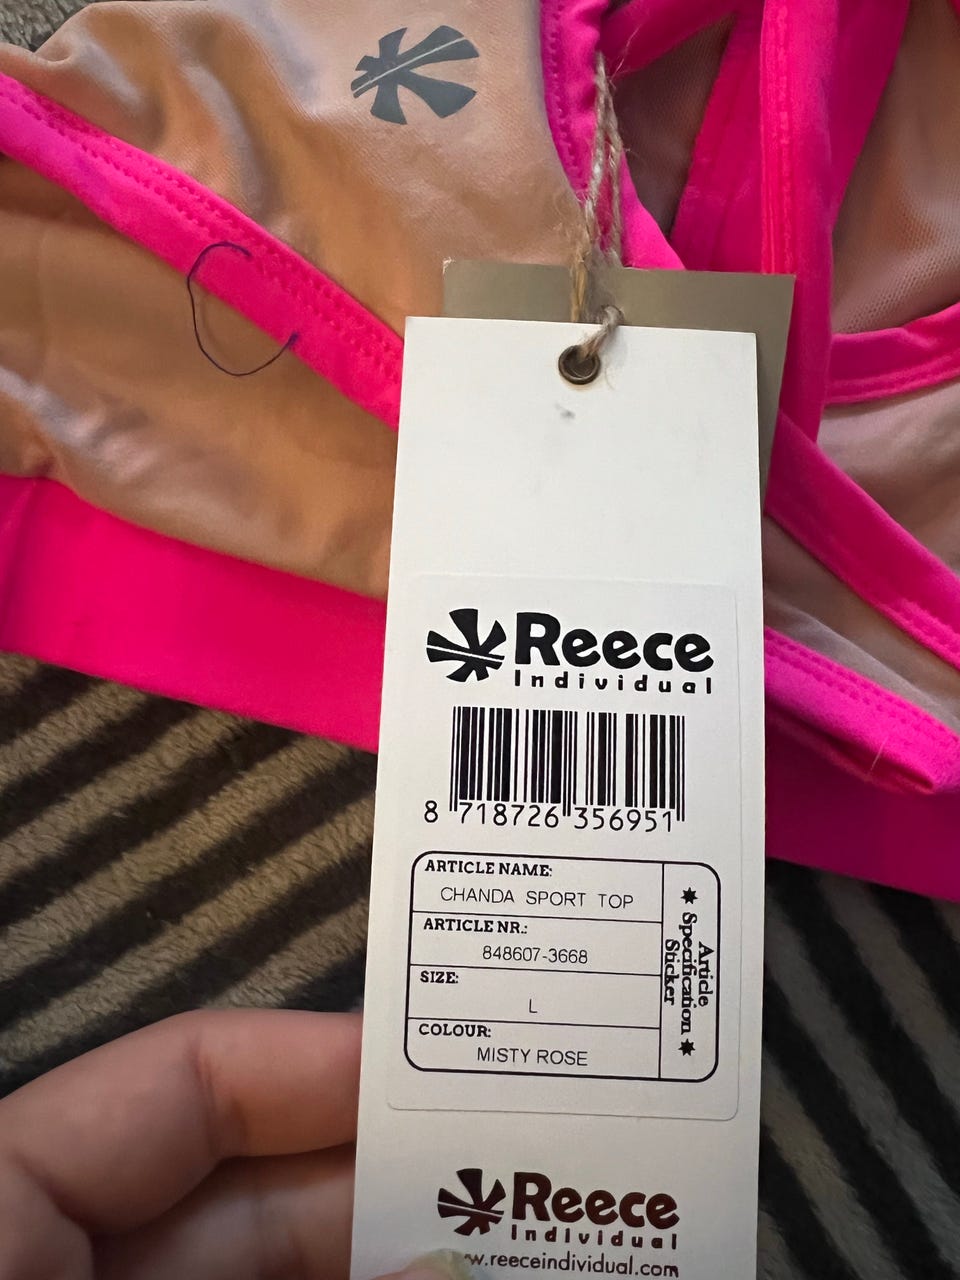 Reece
Individual
8 718726 356951
ARTICLE NAME:
CHANDA SPORT TOP
ARTICLE NR.:
848607-3668
SIZE:
L
COLOUR:
MISTY ROSE
Article
Specification
Sticker
Reece
Individual
w.reeceindividual.com